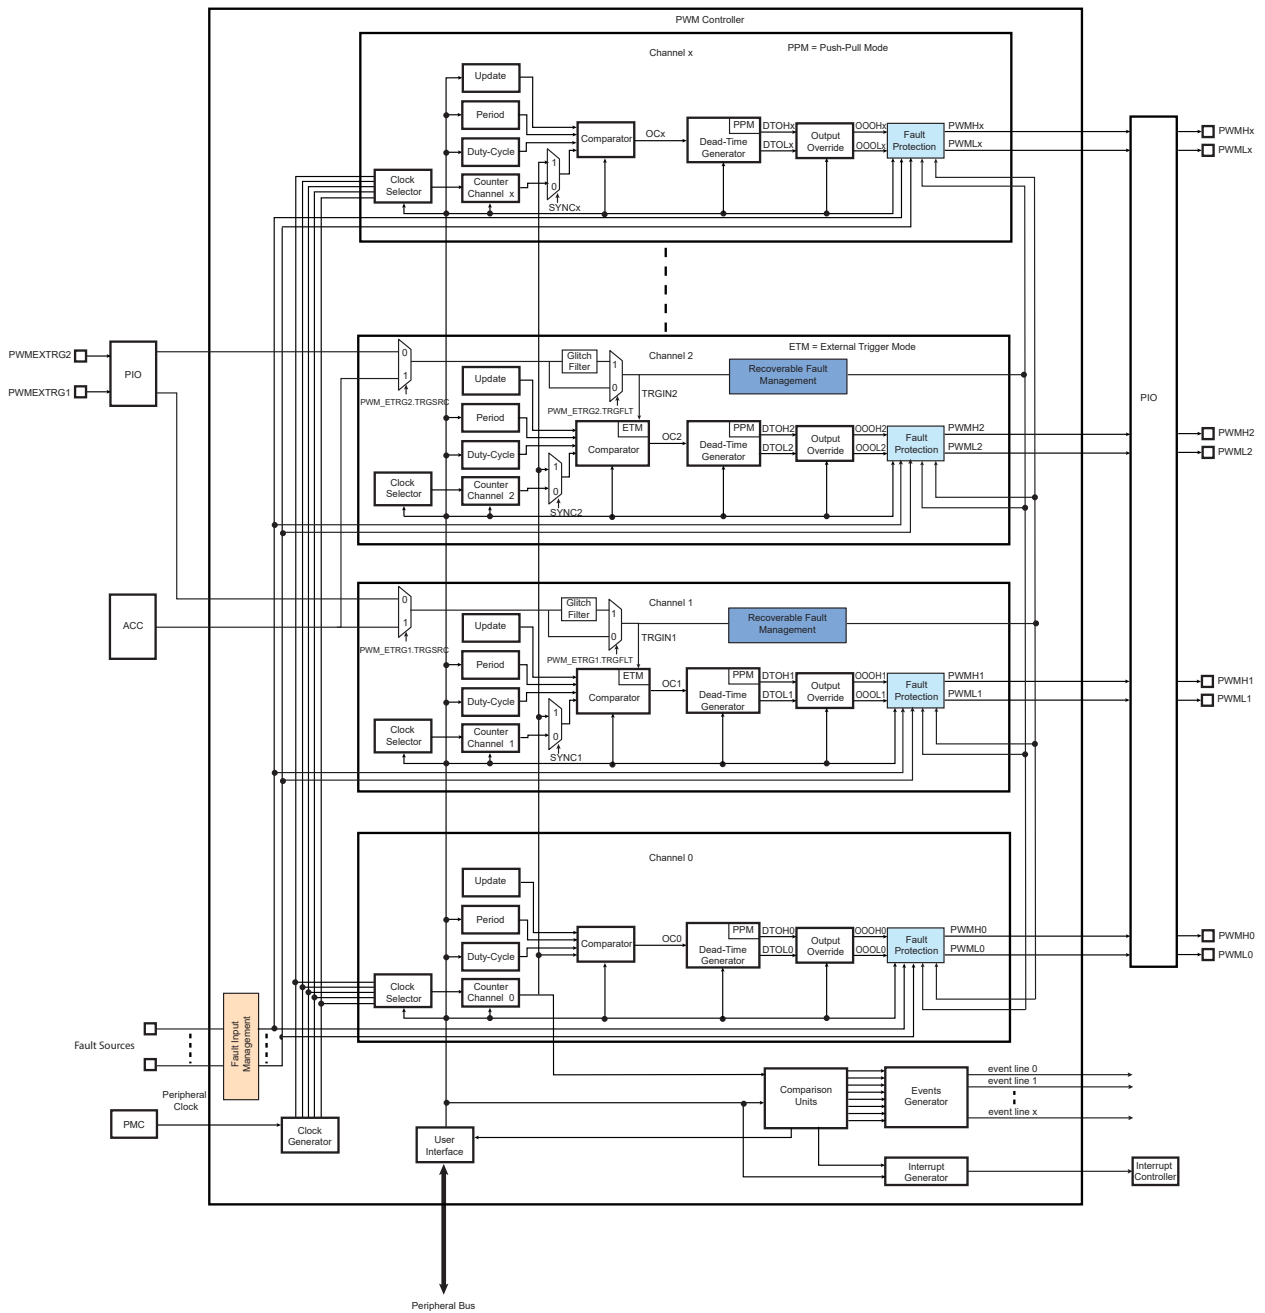 PWM Controller
Channel x
PPM = Push-Pull Mode
Update
Period
Duty-Cycle
Clock
Selector
Counter
Channel x
1
0
SYNCx
Comparator
OCx
PPM
Dead-Time
Generator
DTOHx
DTOLx
Output
Override
OOOHx
OOOLx
Fault
Protection
PWMHx
PWMLx
PWMHx
PWMLx
PWMEXTRG2
PWMEXTRG1
PIO
PIO
ETM = External Trigger Mode
Channel 2
0
1
PWM_ETRG2.TRGSRC
Glitch
Filter
1
0
PWM_ETRG2.TRGFLT
TRGIN2
Recoverable Fault
Management
Update
Period
Duty-Cycle
Clock
Selector
Counter
Channel 2
1
0
SYNC2
ETM
Comparator
OC2
PPM
Dead-Time
Generator
DTOH2
DTOL2
Output
Override
OOOH2
OOOL2
Fault
Protection
PWMH2
PWML2
PWMH2
PWML2
ACC
Channel 1
0
1
PWM_ETRG1.TRGSRC
Glitch
Filter
1
0
PWM_ETRG1.TRGFLT
TRGIN1
Recoverable Fault
Management
Update
Period
Duty-Cycle
Clock
Selector
Counter
Channel 1
1
0
SYNC1
ETM
Comparator
OC1
PPM
Dead-Time
Generator
DTOH1
DTOL1
Output
Override
OOOH1
OOOL1
Fault
Protection
PWMH1
PWML1
PWMH1
PWML1
Channel 0
Update
Period
Duty-Cycle
Clock
Selector
Counter
Channel 0
Comparator
OC0
PPM
Dead-Time
Generator
DTOH0
DTOL0
Output
Override
OOOH0
OOOL0
Fault
Protection
PWMH0
PWML0
PWMH0
PWML0
Fault Sources
Fault Input
Management
Peripheral
Clock
PMC
Clock
Generator
User
Interface
Comparison
Units
Events
Generator
event line 0
event line 1
event line x
Interrupt
Generator
Interrupt
Controller
Peripheral Bus